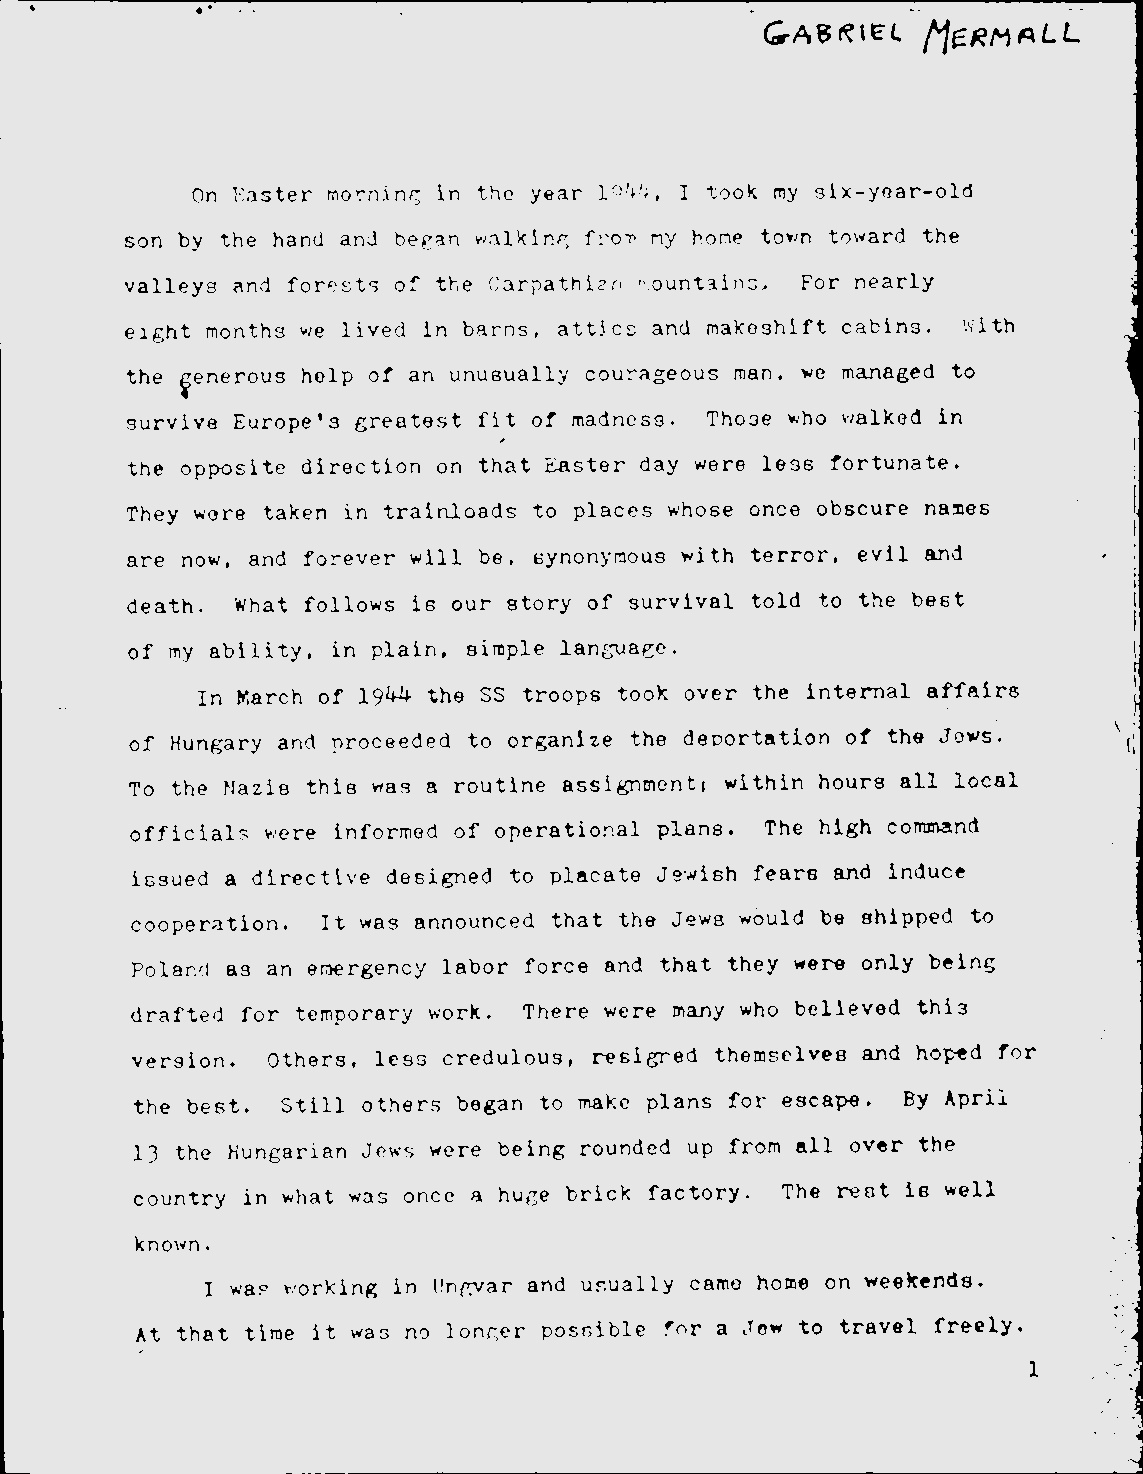 GABRIEL MERMALL
On Easter morning in the year 1944, I took my six-year-old
son by the hand and began walking from my home town toward the
valleys and forests of the Carpathian mountains. For nearly
eight months we lived in barns, attics and makeshift cabins. With
the generous help of an unusually courageous man, we managed to
survive Europe's greatest fit of madness. Those who walked in
the opposite direction on that Easter day were less fortunate.
They were taken in trainloads to places whose once obscure names
are now, and forever will be, synonymous with terror, evil and
death. What follows is our story of survival told to the best
of my ability, in plain, simple language.
In March of 1944 the SS troops took over the internal affairs
of Hungary and proceeded to organize the deportation of the Jews.
To the Nazis this was a routine assignment; within hours all local
officials were informed of operational plans. The high command
issued a directive designed to placate Jewish fears and induce
cooperation. It was announced that the Jews would be shipped to
Poland as an emergency labor force and that they were only being
drafted for temporary work. There were many who believed this
version. Others, less credulous, resigned themselves and hoped for
the best. Still others began to make plans for escape. By April
13 the Hungarian Jews were being rounded up from all over the
country in what was once a huge brick factory. The rest is well
known.
I was working in Ungvar and usually came home on weekends.
At that time it was no longer possible for a Jew to travel freely.
1